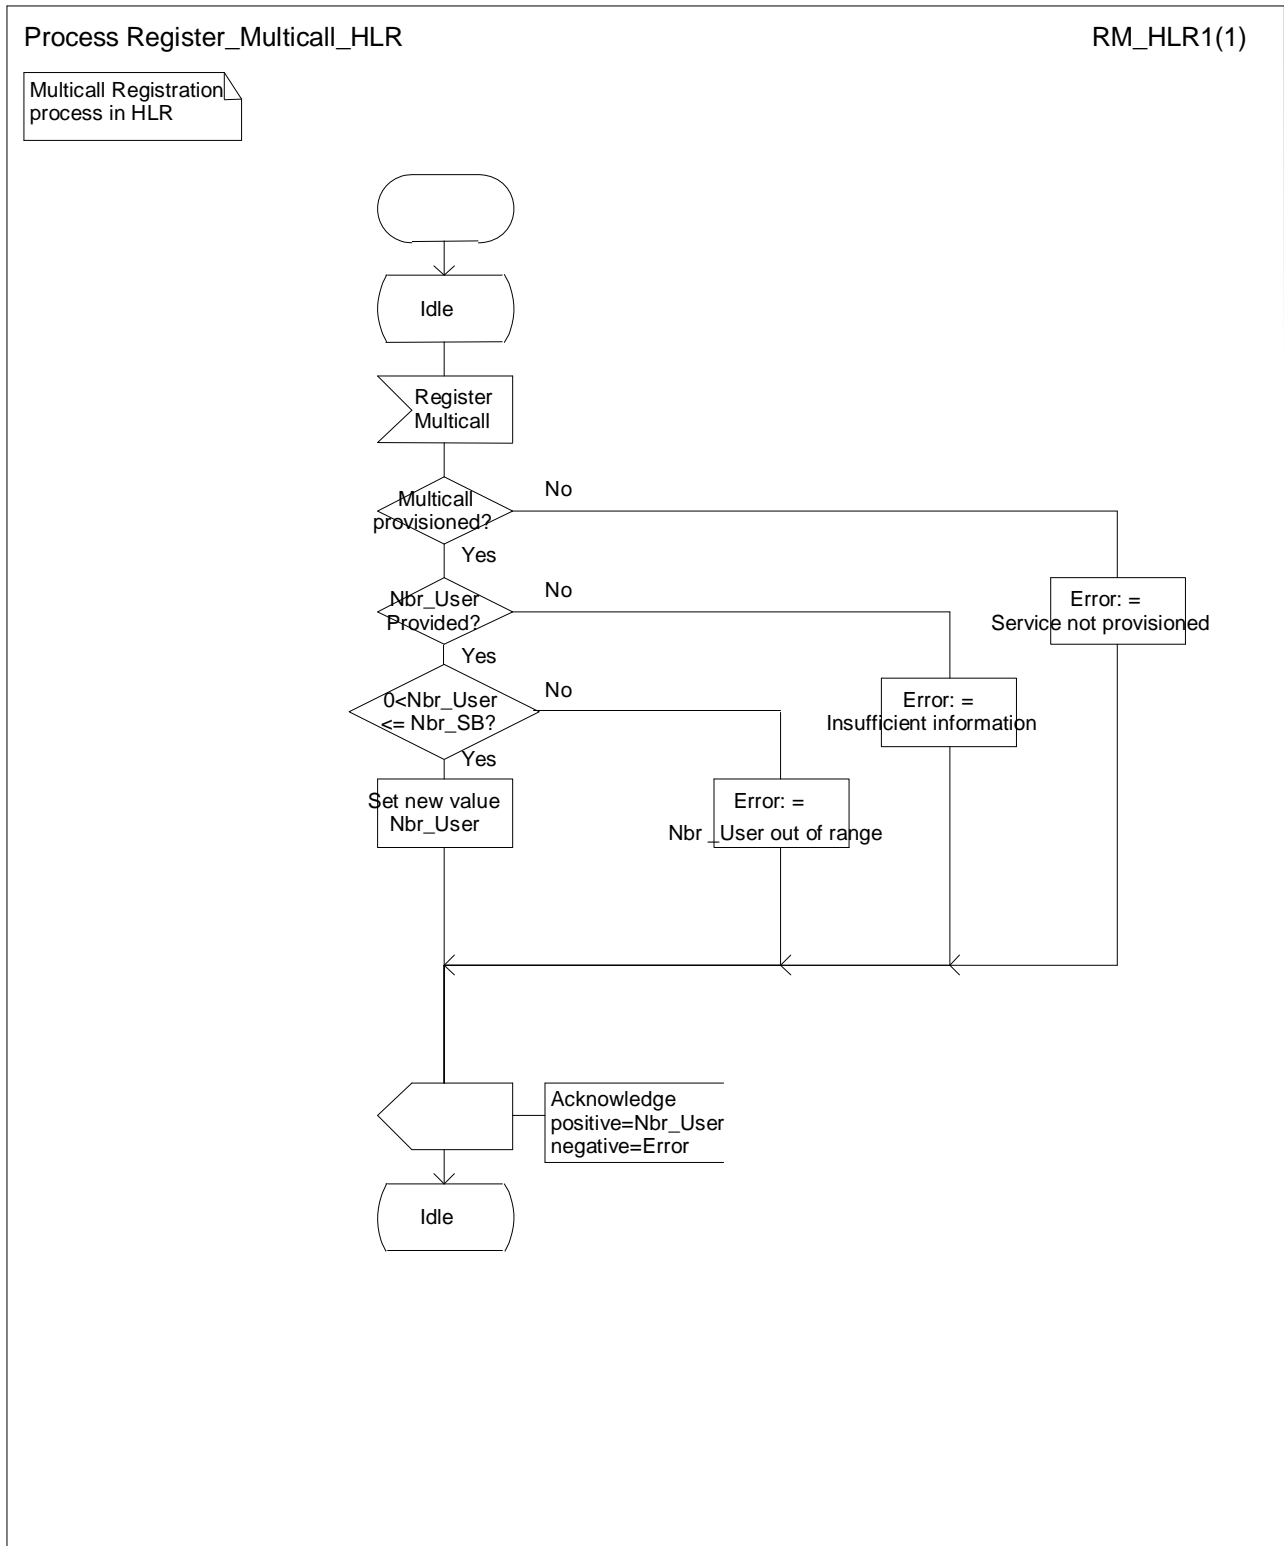 Process Register_Multicall_HLR
RM_HLR1(1)
Multicall Registration
process in HLR
Idle
Register
Multicall
Multicall
provisioned?
No
Yes
Nbr_User
Provided?
No
Error: =
Service not provisioned
Yes
0<Nbr_User
<= Nbr_SB?
No
Error: =
Insufficient information
Yes
Set new value
Nbr_User
Error: =
Nbr _User out of range
Acknowledge
positive=Nbr_User
negative=Error
Idle